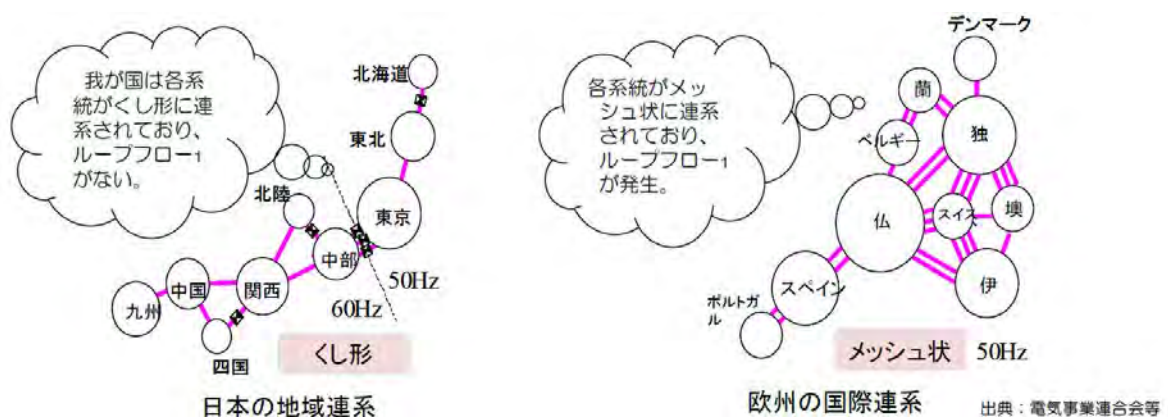 我が国は各系
統がくし形に連
系されており、
ループフロー1
がない。
北海道
東北
北陸
東京
中部
50Hz
60Hz
中国
関西
九州
四国
くし形
日本の地域連系
各系統がメッ
シュ状に連系
されており、
ループフロー1
が発生。
デンマーク
蘭
独
ベルギー
仏
スイス
墺
伊
スペイン
ポルトガ
ル
メッシュ状
50Hz
欧州の国際連系
出典：電気事業連合会等